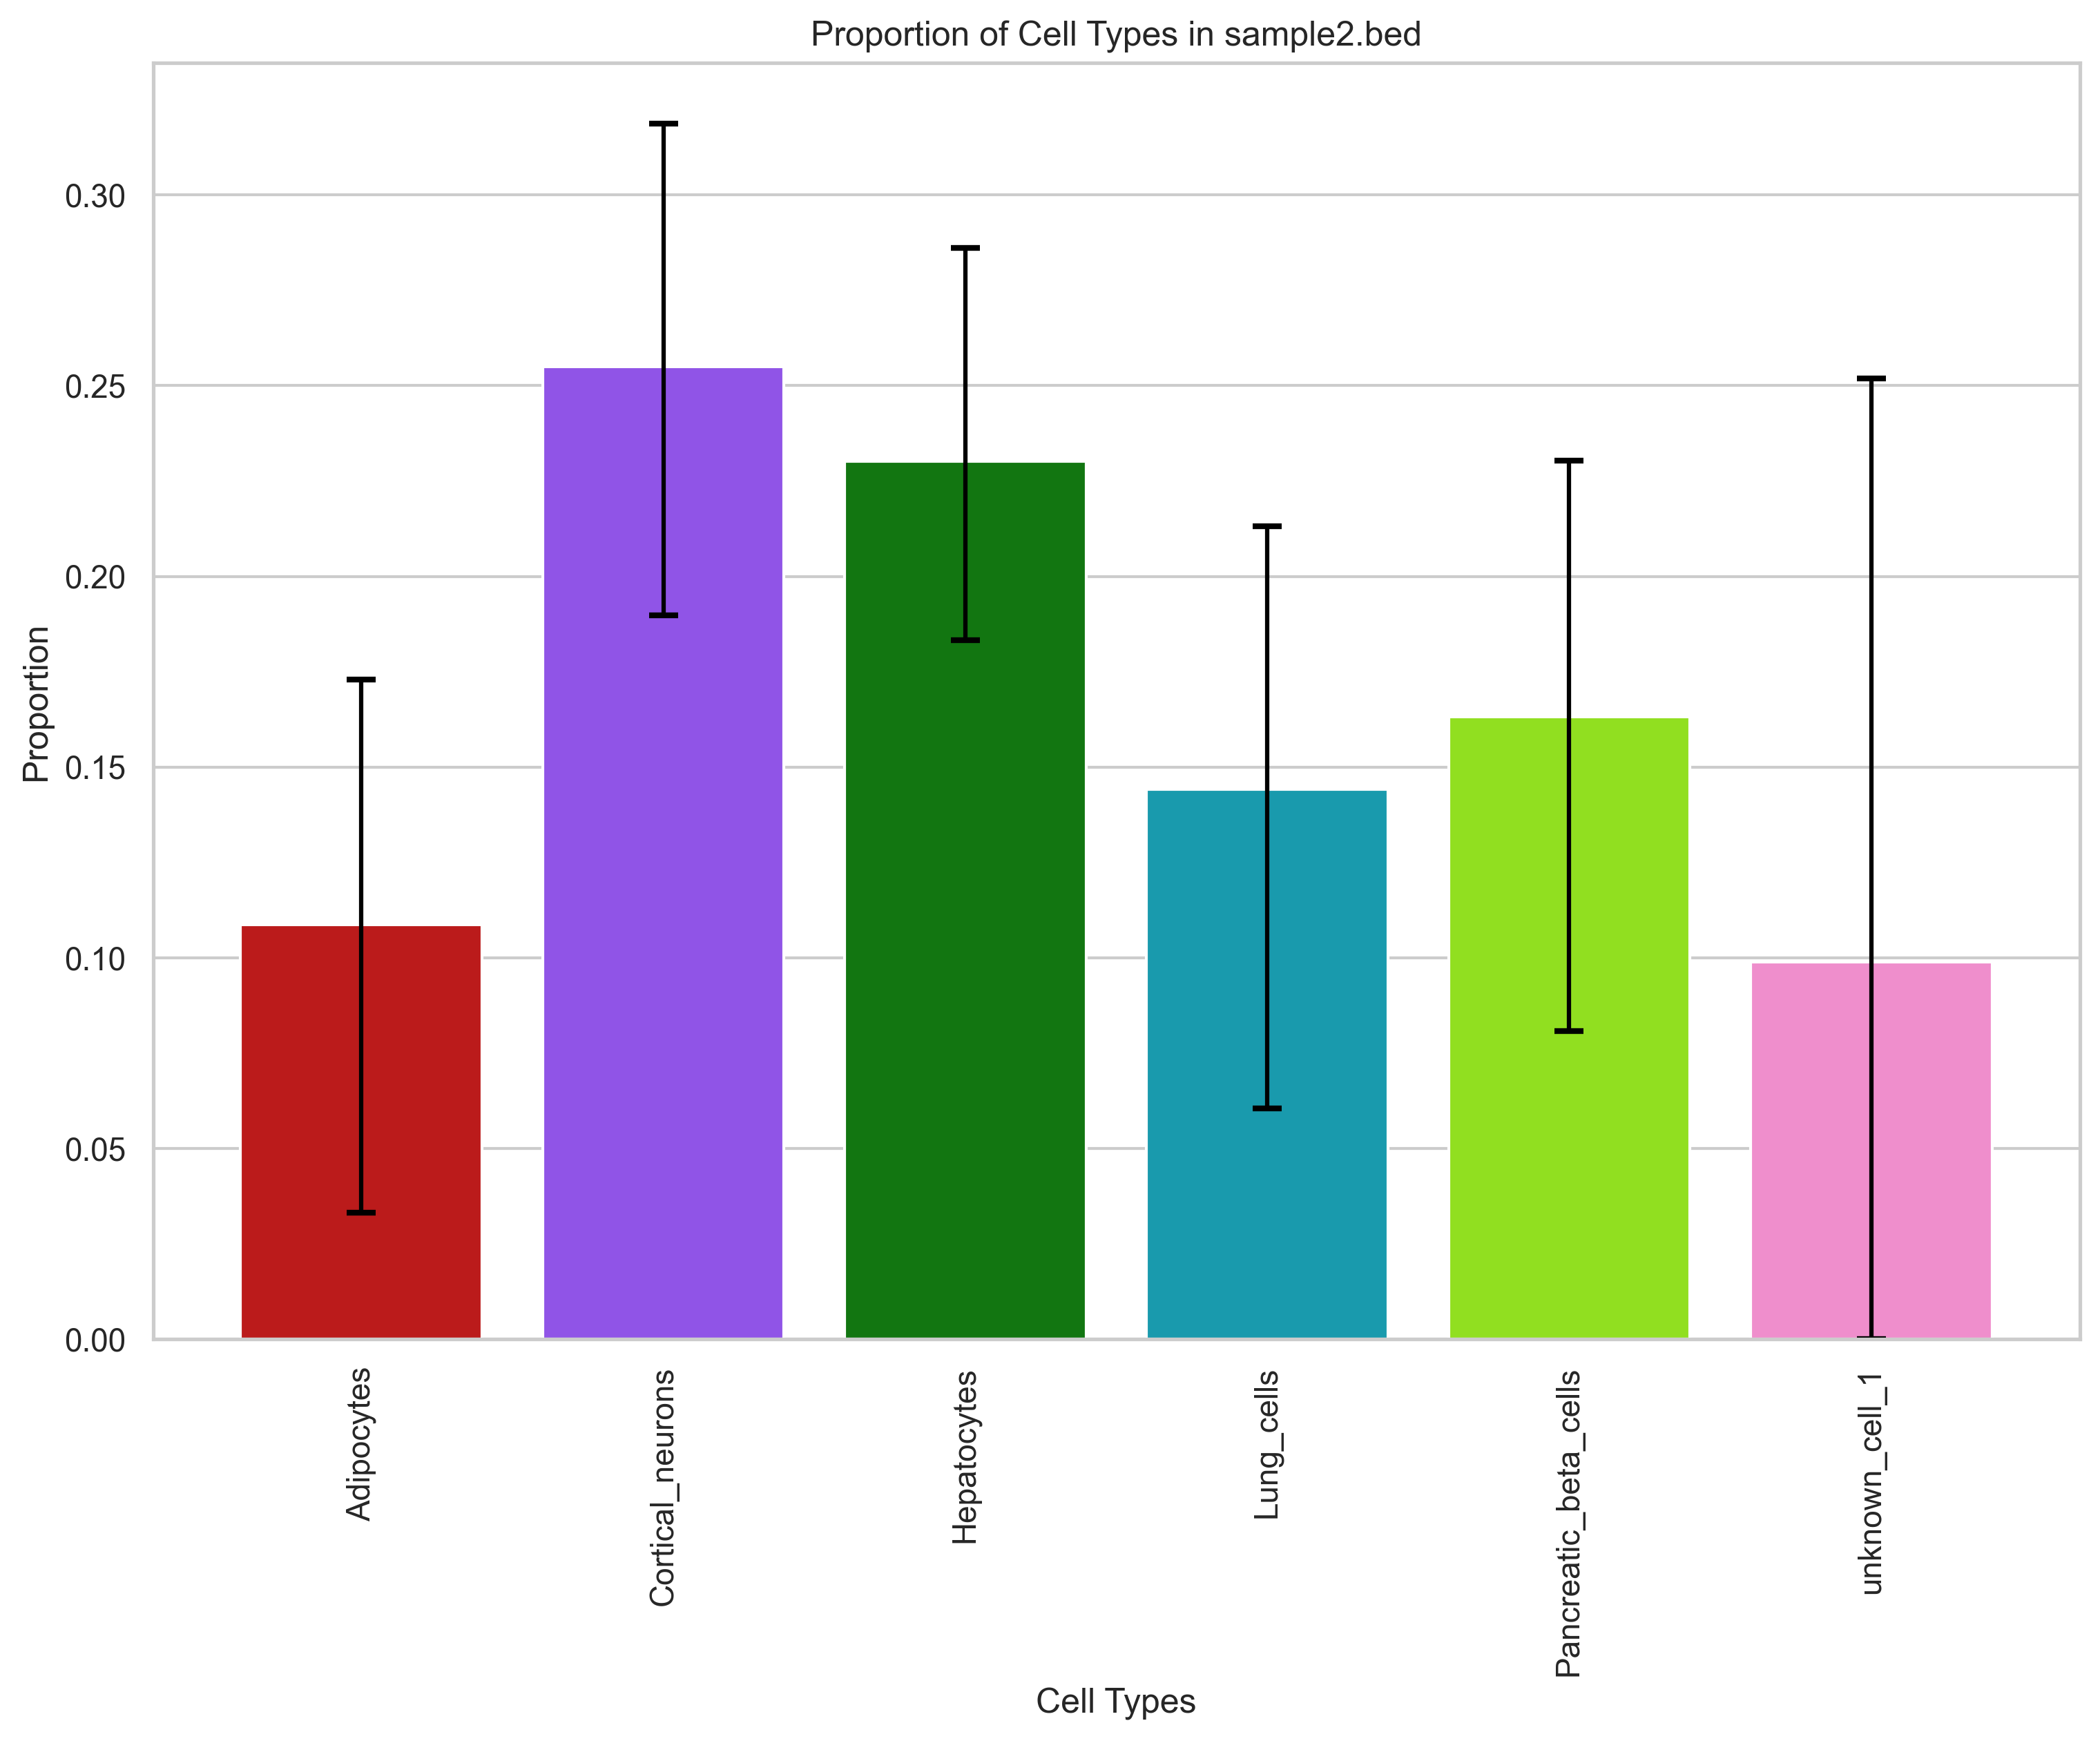 Proportion of Cell Types in sample2.bed
Proportion
0.30
0.25
0.20
0.15
0.10
0.05
0.00
Adipocytes
Cortical_neurons
Hepatocytes
Lung_cells
Pancreatic_beta_cells
unknown_cell_1
Cell Types